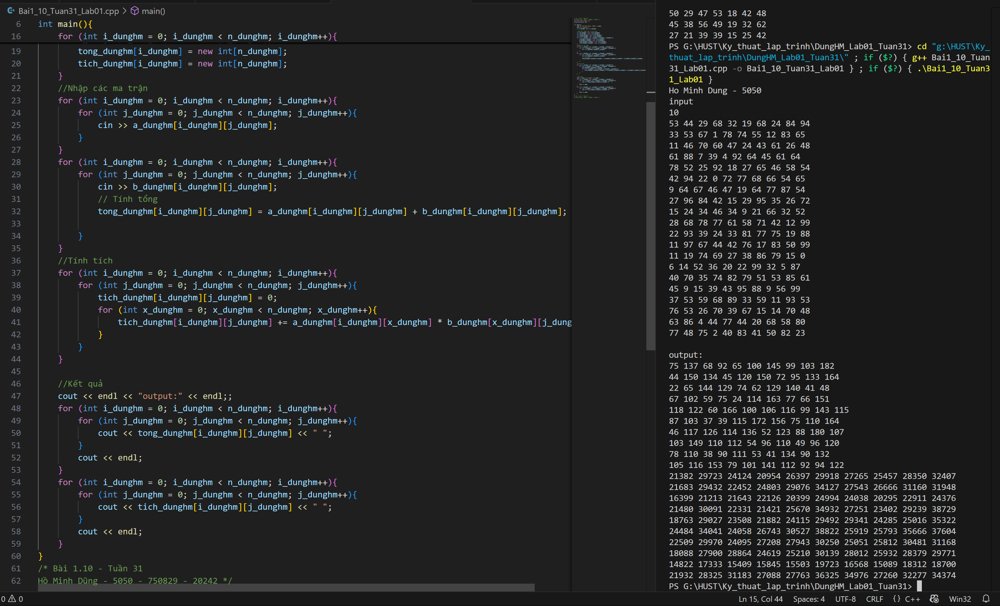 Bai1_10_Tuan31_Lab01.cpp > main()
6 int main(){
16 for (int i_dunghm = 0; i_dunghm < n_dunghm; i_dunghm++){
19 tong_dunghm[i_dunghm] = new int[n_dunghm];
20 tich_dunghm[i_dunghm] = new int[n_dunghm];
21 }
22 //Nhập các ma trận
23 for (int i_dunghm = 0; i_dunghm < n_dunghm; i_dunghm++){
24 for (int j_dunghm = 0; j_dunghm < n_dunghm; j_dunghm++){
25 cin >> a_dunghm[i_dunghm][j_dunghm];
26 }
27 }
28 for (int i_dunghm = 0; i_dunghm < n_dunghm; i_dunghm++){
29 for (int j_dunghm = 0; j_dunghm < n_dunghm; j_dunghm++){
30 cin >> b_dunghm[i_dunghm][j_dunghm];
31 // Tính tổng
32 tong_dunghm[i_dunghm][j_dunghm] = a_dunghm[i_dunghm][j_dunghm] + b_dunghm[i_dunghm][j_dunghm];
33
34 }
35 }
36 //Tính tích
37 for (int i_dunghm = 0; i_dunghm < n_dunghm; i_dunghm++){
38 for (int j_dunghm = 0; j_dunghm < n_dunghm; j_dunghm++){
39 tich_dunghm[i_dunghm][j_dunghm] = 0;
40 for (int x_dunghm = 0; x_dunghm < n_dunghm; x_dunghm++){
41 tich_dunghm[i_dunghm][j_dunghm] += a_dunghm[i_dunghm][x_dunghm] * b_dunghm[x_dunghm][j_dung
42 }
43 }
44 }
45
46 //Kết quả
47 cout << endl << "output:" << endl;;
48 for (int i_dunghm = 0; i_dunghm < n_dunghm; i_dunghm++){
49 for (int j_dunghm = 0; j_dunghm < n_dunghm; j_dunghm++){
50 cout << tong_dunghm[i_dunghm][j_dunghm] << " ";
51 }
52 cout << endl;
53 }
54 for (int i_dunghm = 0; i_dunghm < n_dunghm; i_dunghm++){
55 for (int j_dunghm = 0; j_dunghm < n_dunghm; j_dunghm++){
56 cout << tich_dunghm[i_dunghm][j_dunghm] << " ";
57 }
58 cout << endl;
59 }
60 }
61 /* Bài 1.10 - Tuần 31
62 Hồ Minh Dũng - 5050 - 750829 - 20242 */
50 29 47 53 18 42 48
45 38 56 49 19 32 62
27 21 39 39 15 25 42
PS G:\HUST\Ky_thuat_lap_trinh\DungHM_Lab01_Tuan31> cd "g:\HUST\Ky_
thuat_lap_trinh\DungHM_Lab01_Tuan31\" ; if ($?) { g++ Bai1_10_Tuan
31_Lab01.cpp -o Bai1_10_Tuan31_Lab01 } ; if ($?) { .\Bai1_10_Tuan3
1_Lab01 }
Ho Minh Dung - 5050
input
10
53 44 29 68 32 19 68 24 84 94
33 53 67 1 78 74 55 12 83 65
11 46 70 60 47 24 43 61 26 48
61 88 7 39 4 92 64 45 61 64
78 52 25 92 18 27 65 46 58 54
42 94 22 0 72 77 68 66 54 65
9 64 67 46 47 19 64 77 87 54
27 96 84 42 15 29 95 35 26 72
15 24 34 46 34 9 21 66 32 52
28 68 78 77 61 58 71 42 12 99
22 93 39 24 33 81 77 75 19 88
11 97 67 44 42 76 17 83 50 99
11 19 74 69 27 38 86 79 15 0
6 14 52 36 20 22 99 32 5 87
40 70 35 74 82 79 51 53 85 61
45 9 15 39 43 95 88 9 56 99
37 53 59 68 89 33 59 11 93 53
76 53 26 70 39 67 15 14 70 48
63 86 4 44 77 44 20 68 58 80
77 48 75 2 40 83 41 50 82 23
output:
75 137 68 92 65 100 145 99 103 182
44 150 134 45 120 150 72 95 133 164
22 65 144 129 74 62 129 140 41 48
67 102 59 75 24 114 163 77 66 151
118 122 60 166 100 106 116 99 143 115
87 103 37 39 115 172 156 75 110 164
46 117 126 114 136 52 123 88 180 107
103 149 110 112 54 96 110 49 96 120
78 110 38 90 111 53 41 134 90 132
105 116 153 79 101 141 112 92 94 122
21382 29723 24124 20954 26397 29918 27265 25457 28350 32407
21683 29432 22452 24803 29076 34127 27543 26666 31160 31948
16399 21213 21643 22126 20399 24994 24038 20295 22911 24376
21480 30091 22331 21421 25670 34932 27251 23402 29239 38729
18763 29027 23508 21882 24115 29492 29341 24285 25016 35322
24484 34041 24058 26743 30527 38822 25919 25793 35666 37604
22509 29970 24095 27208 27943 30250 25051 25812 30481 31168
18088 27900 28864 24619 25210 30139 28012 25932 28379 29771
14822 17333 15409 15845 15503 19723 16568 15089 18312 18700
21932 28325 31183 27088 27763 36325 34976 27260 32277 34374
PS G:\HUST\Ky_thuat_lap_trinh\DungHM_Lab01_Tuan31>
0 0 Ln 15, Col 44 Spaces: 4 UTF-8 CRLF {} C++ Win32